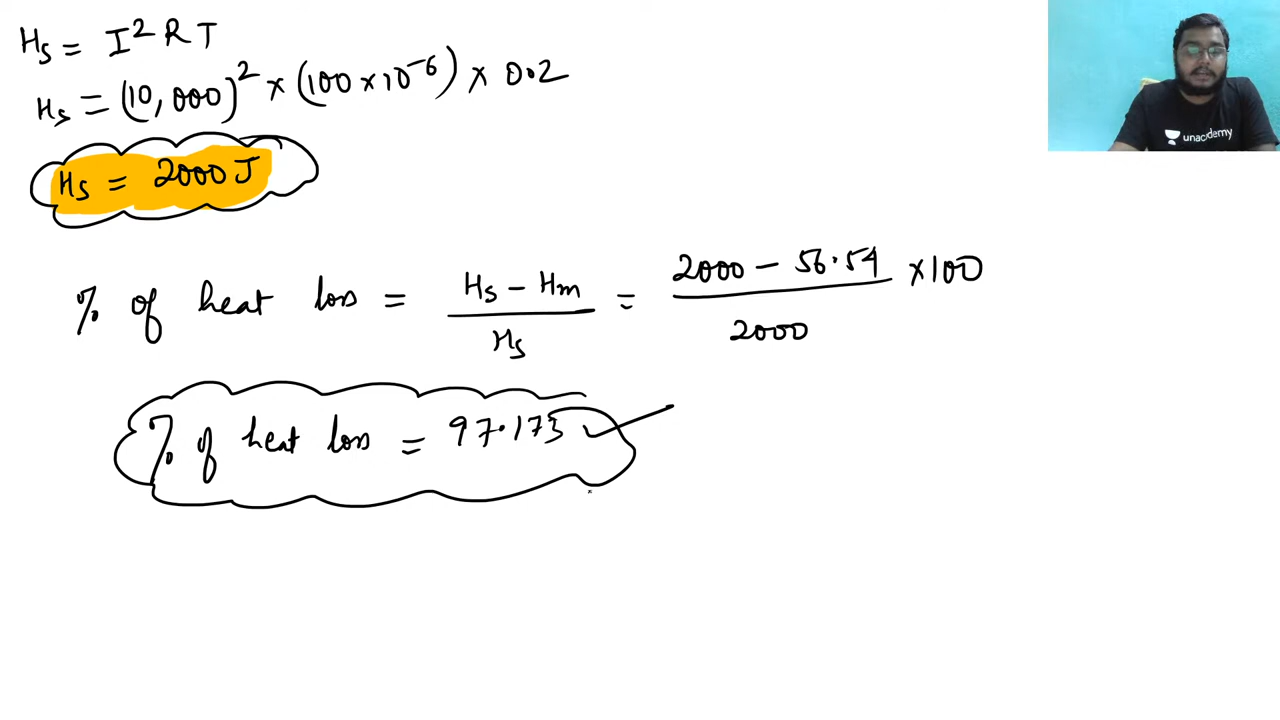 Hs = I² R T
Hs = (10,000)² × (100 × 10⁻⁶) × 0.2
Hs = 2000 J
% of heat loss = (Hs − Hm) / Hs = (2000 − 56.54) / 2000 × 100
% of heat loss = 97.173
unacademy